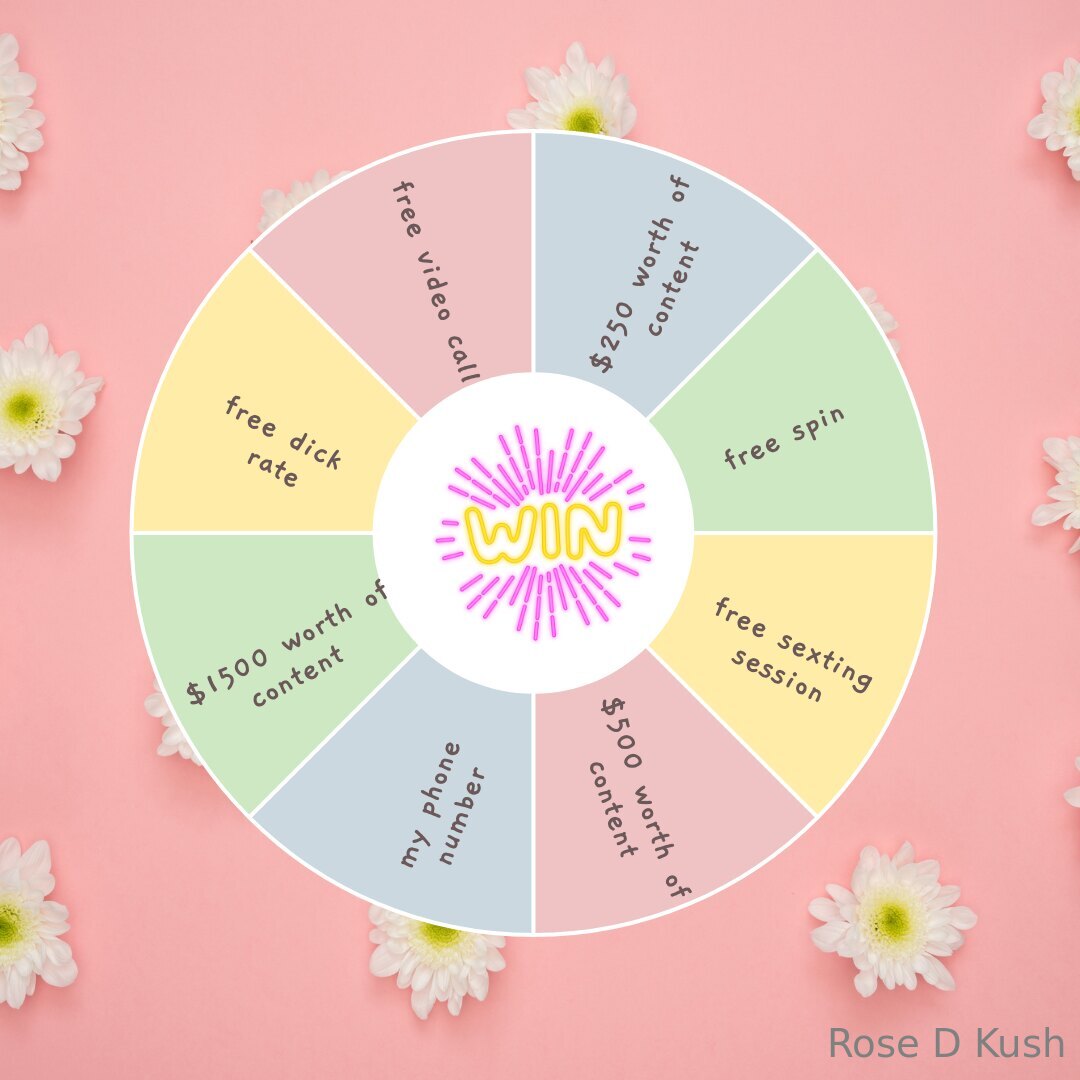 free video call
$250 worth of
content
free spin
free sexting
session
$500 worth of
content
my phone
number
$1500 worth of
content
free dick
rate
WIN
Rose D Kush